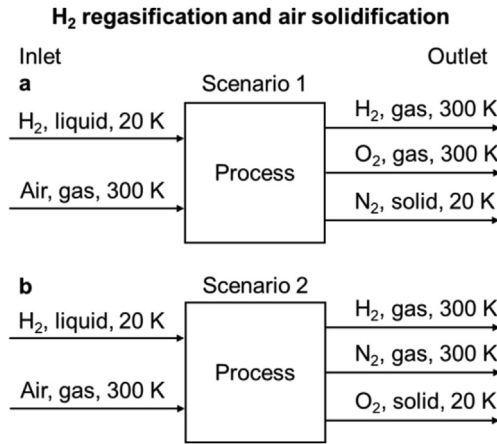 H₂ regasification and air solidification
Inlet
Outlet
a
Scenario 1
H₂, liquid, 20 K
Air, gas, 300 K
Process
H₂, gas, 300 K
O₂, gas, 300 K
N₂, solid, 20 K
b
Scenario 2
H₂, liquid, 20 K
Air, gas, 300 K
Process
H₂, gas, 300 K
N₂, gas, 300 K
O₂, solid, 20 K